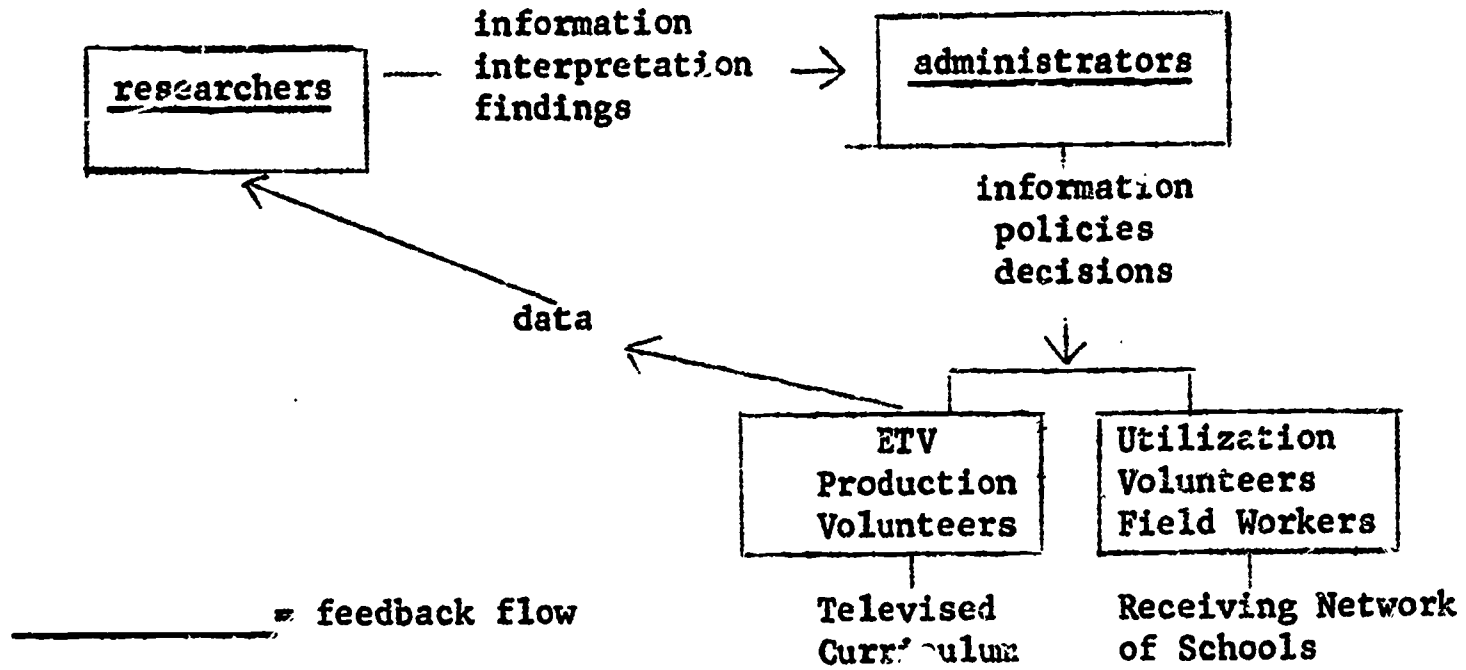 researchers
information
interpretation
findings
administrators
information
policies
decisions
data
ETV
Production
Volunteers
Utilization
Volunteers
Field Workers
= feedback flow
Televised
Curriculum
Receiving Network
of Schools